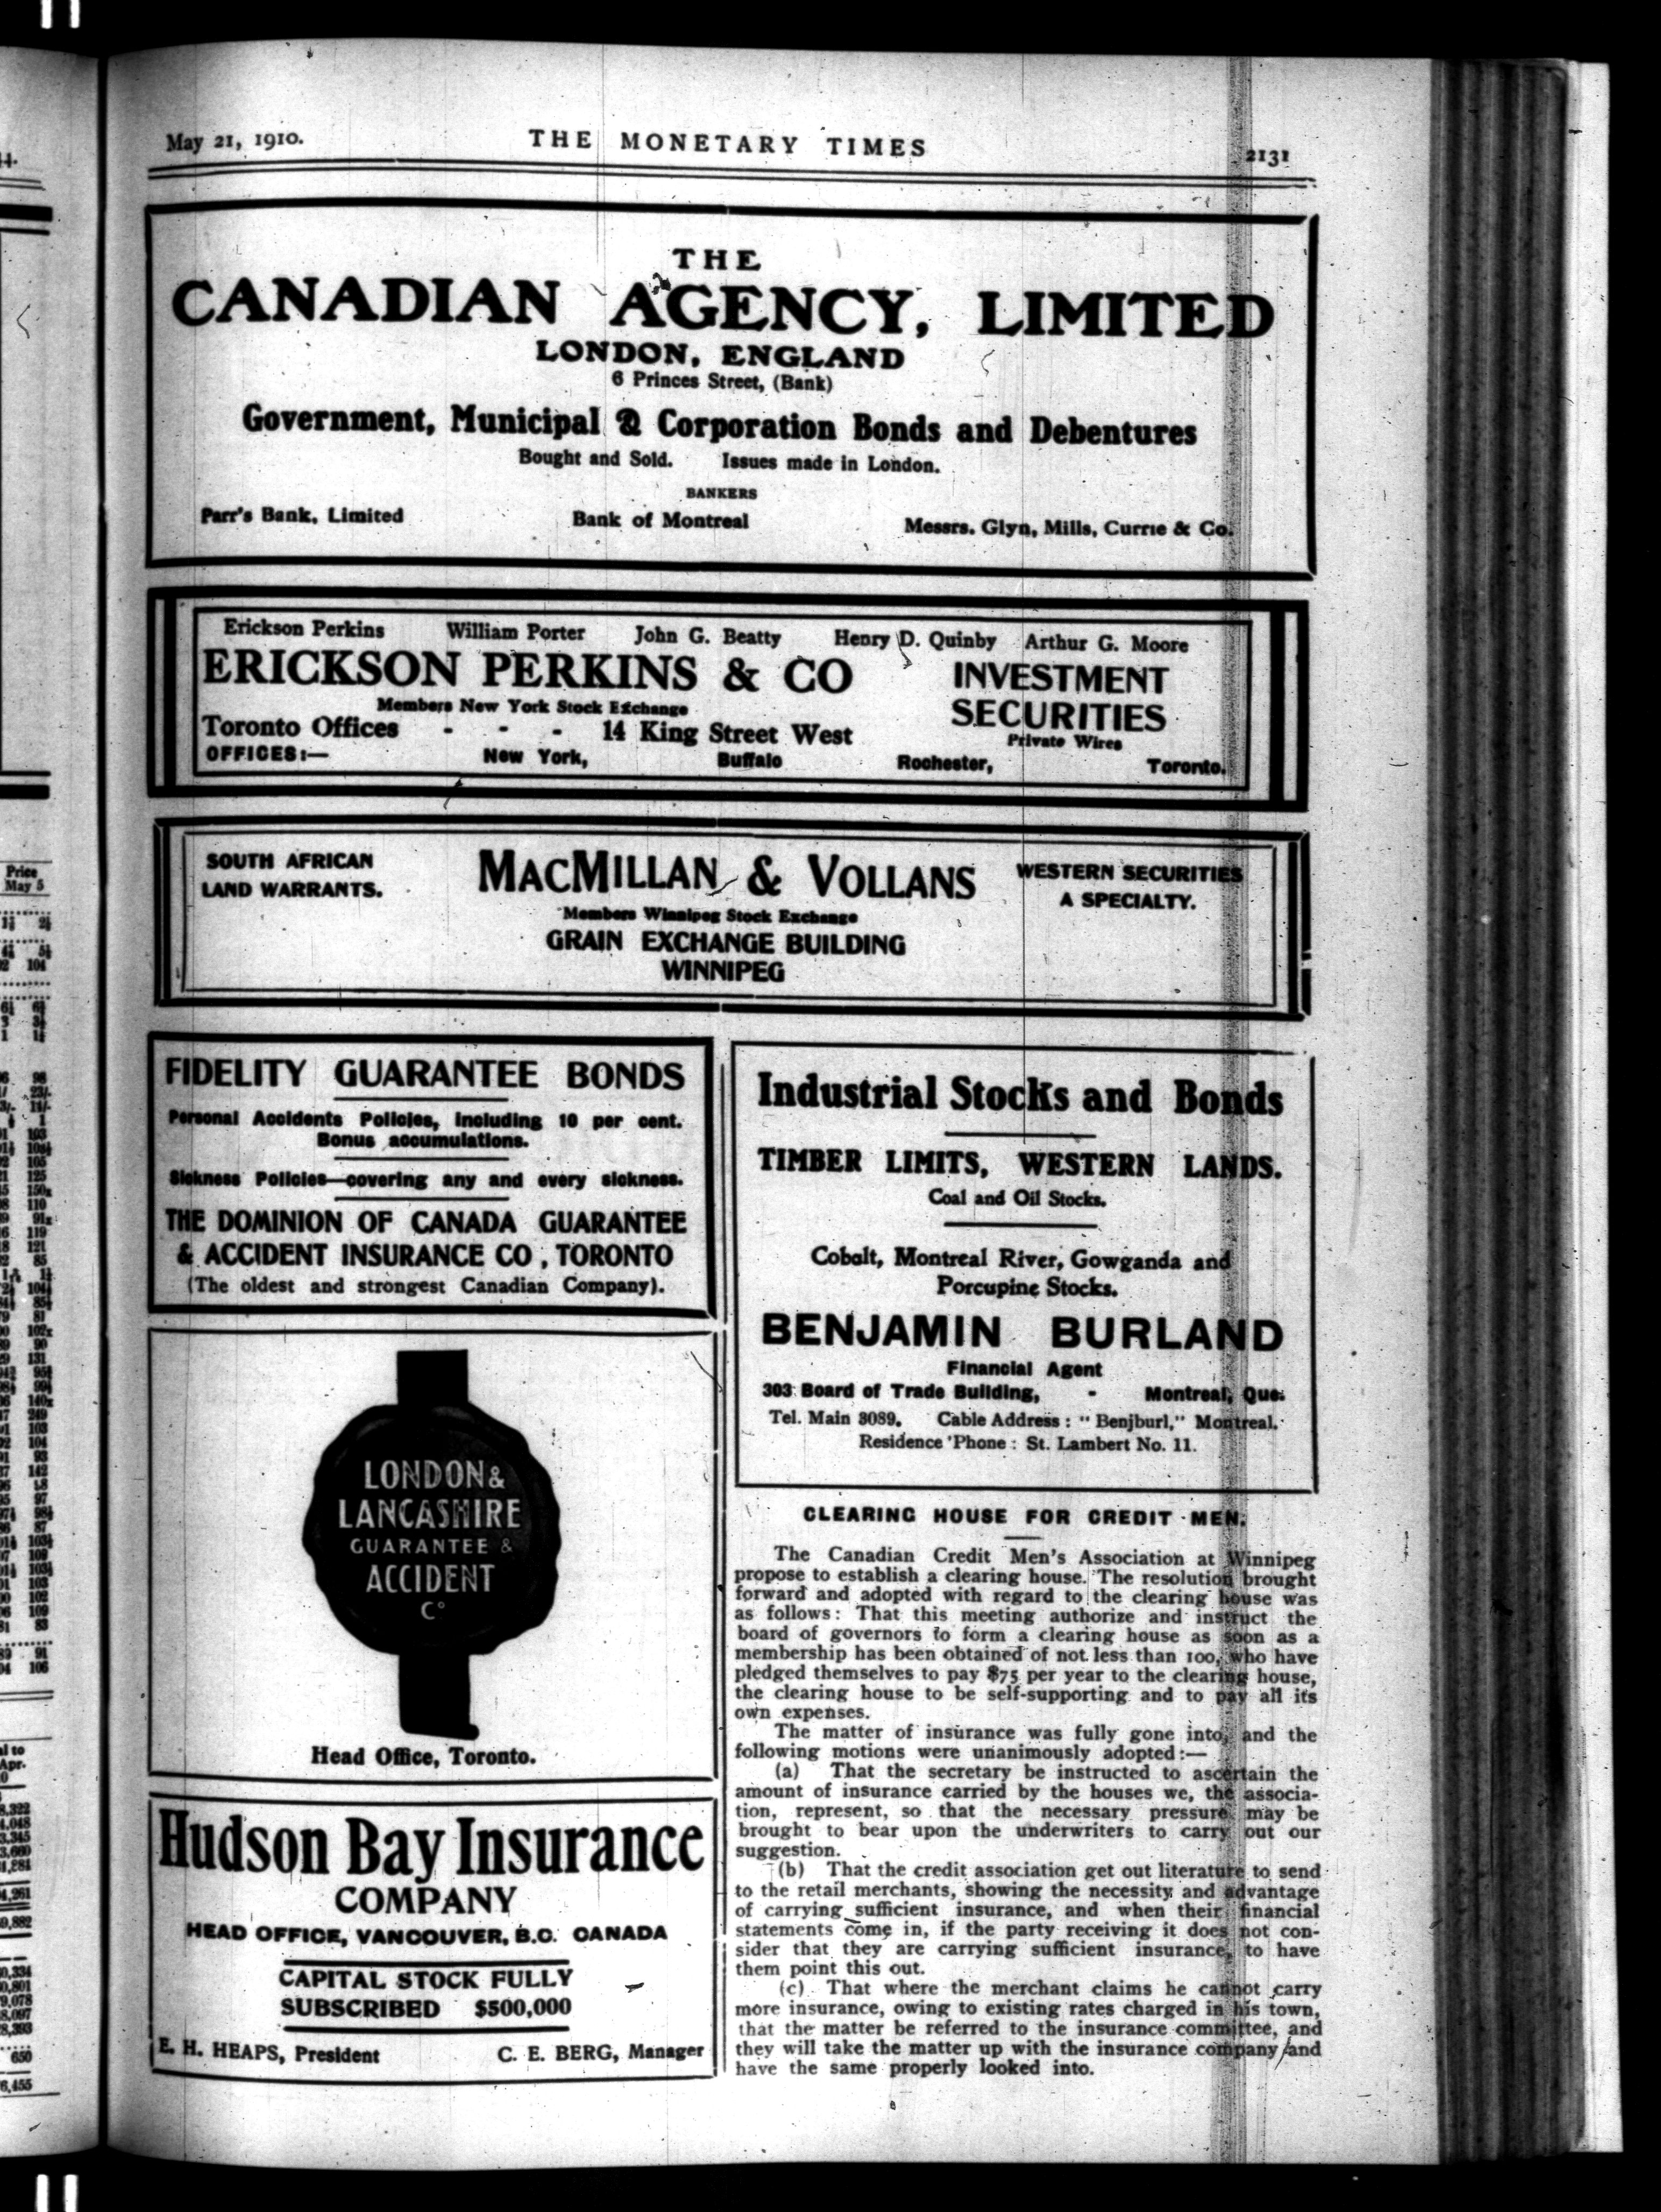 May 21, 1910.
THE MONETARY TIMES
2131
THE
CANADIAN AGENCY, LIMITED
LONDON, ENGLAND
6 Princes Street, (Bank)
Government, Municipal & Corporation Bonds and Debentures
Bought and Sold. Issues made in London.
BANKERS
Parr's Bank, Limited Bank of Montreal Messrs. Glyn, Mills, Currie & Co.
Erickson Perkins William Porter John G. Beatty Henry D. Quinby Arthur G. Moore
ERICKSON PERKINS & CO
Members New York Stock Exchange
INVESTMENT
SECURITIES
Private Wires
Toronto Offices - - - 14 King Street West
OFFICES:— New York, Buffalo Rochester, Toronto.
SOUTH AFRICAN
LAND WARRANTS.
MACMILLAN & VOLLANS
Members Winnipeg Stock Exchange
GRAIN EXCHANGE BUILDING
WINNIPEG
WESTERN SECURITIES
A SPECIALTY.
FIDELITY GUARANTEE BONDS
Personal Accidents Policies, including 10 per cent.
Bonus accumulations.
Sickness Policies—covering any and every sickness.
THE DOMINION OF CANADA GUARANTEE
& ACCIDENT INSURANCE CO, TORONTO
(The oldest and strongest Canadian Company).
LONDON &
LANCASHIRE
GUARANTEE &
ACCIDENT
Co
Head Office, Toronto.
Hudson Bay Insurance
COMPANY
HEAD OFFICE, VANCOUVER, B.C. CANADA
CAPITAL STOCK FULLY
SUBSCRIBED $500,000
E. H. HEAPS, President C. E. BERG, Manager
Industrial Stocks and Bonds
TIMBER LIMITS, WESTERN LANDS.
Coal and Oil Stocks.
Cobalt, Montreal River, Gowganda and
Porcupine Stocks.
BENJAMIN BURLAND
Financial Agent
303 Board of Trade Building, - Montreal, Que.
Tel. Main 3089. Cable Address: "Benjburl," Montreal.
Residence 'Phone: St. Lambert No. 11.
CLEARING HOUSE FOR CREDIT MEN.
The Canadian Credit Men's Association at Winnipeg
propose to establish a clearing house. The resolution brought
forward and adopted with regard to the clearing house was
as follows: That this meeting authorize and instruct the
board of governors to form a clearing house as soon as a
membership has been obtained of not less than 100, who have
pledged themselves to pay $75 per year to the clearing house,
the clearing house to be self-supporting and to pay all its
own expenses.
The matter of insurance was fully gone into, and the
following motions were unanimously adopted:—
(a) That the secretary be instructed to ascertain the
amount of insurance carried by the houses we, the associa-
tion, represent, so that the necessary pressure may be
brought to bear upon the underwriters to carry out our
suggestion.
(b) That the credit association get out literature to send
to the retail merchants, showing the necessity and advantage
of carrying sufficient insurance, and when their financial
statements come in, if the party receiving it does not con-
sider that they are carrying sufficient insurance, to have
them point this out.
(c) That where the merchant claims he cannot carry
more insurance, owing to existing rates charged in his town,
that the matter be referred to the insurance committee, and
they will take the matter up with the insurance company and
have the same properly looked into.